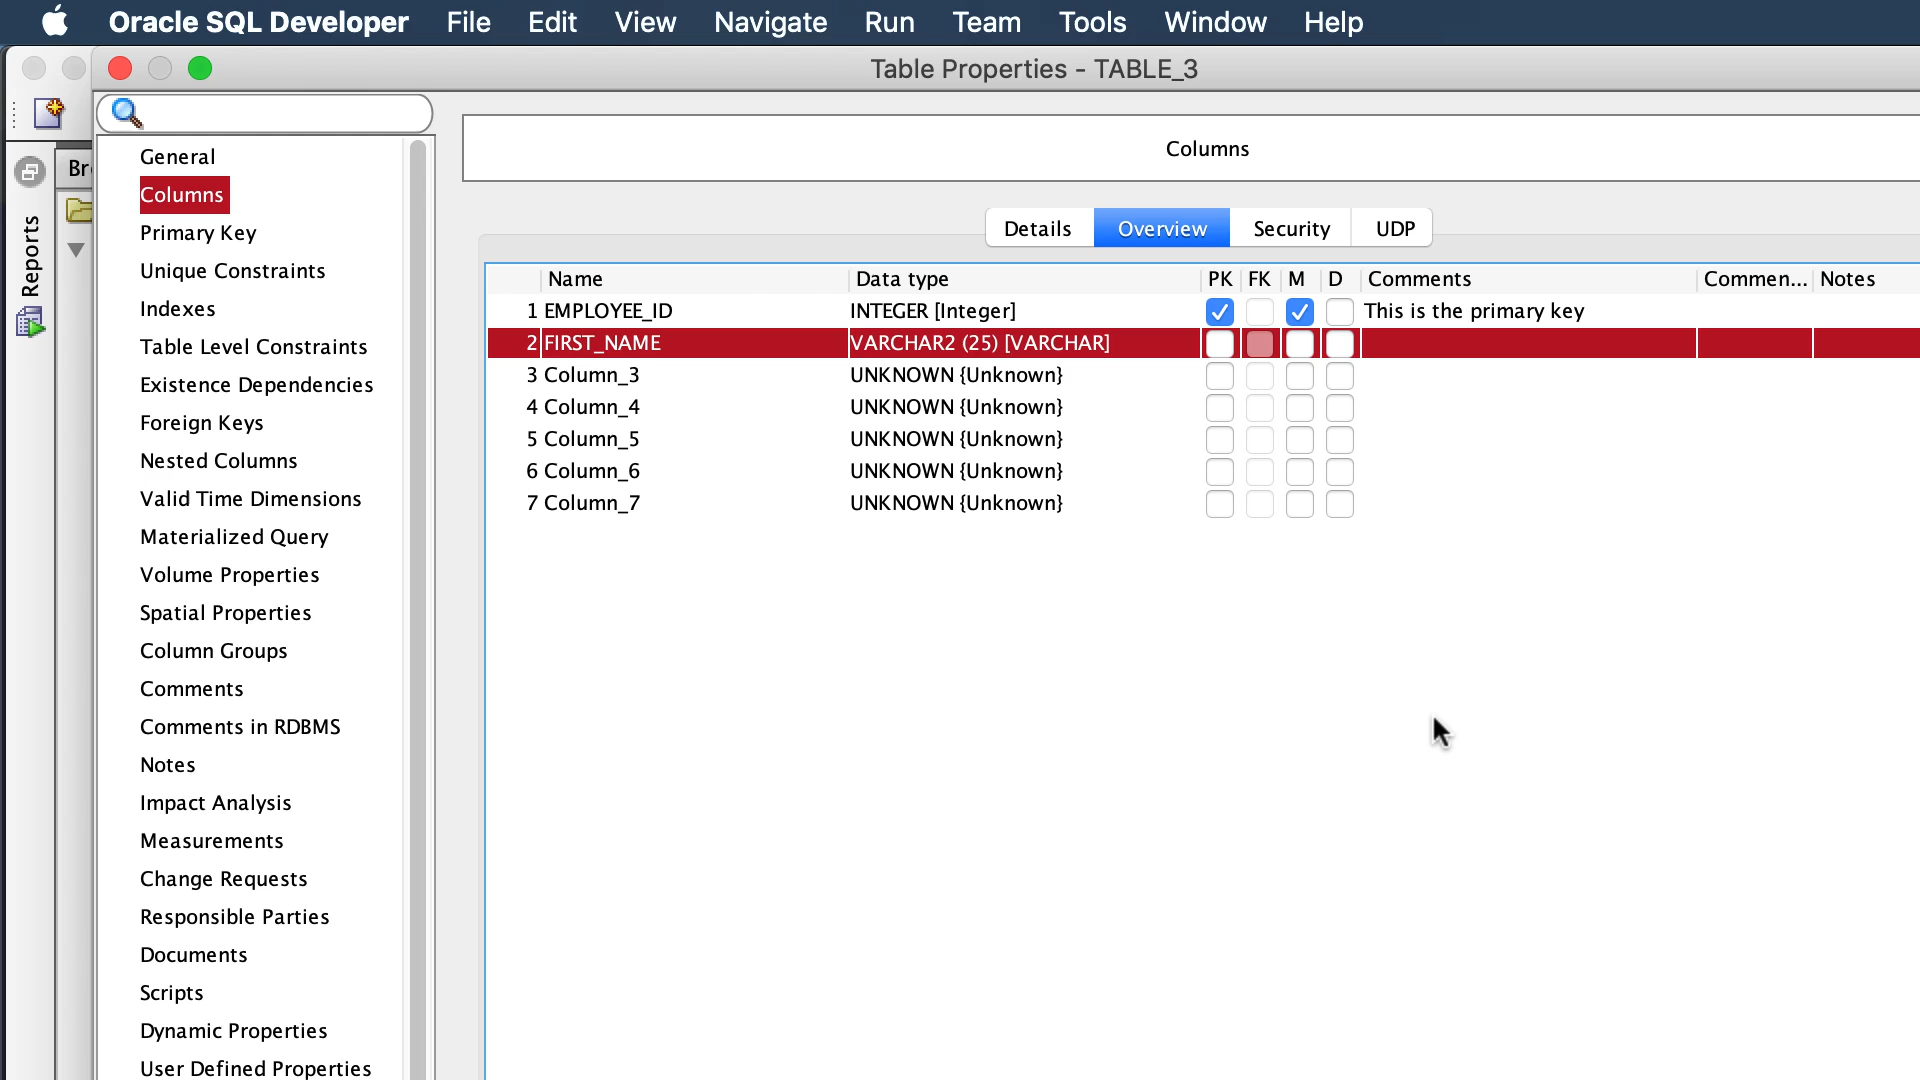 Oracle SQL Developer File Edit View Navigate Run Team Tools Window Help
Table Properties - TABLE_3
Reports
General
Columns
Primary Key
Unique Constraints
Indexes
Table Level Constraints
Existence Dependencies
Foreign Keys
Nested Columns
Valid Time Dimensions
Materialized Query
Volume Properties
Spatial Properties
Column Groups
Comments
Comments in RDBMS
Notes
Impact Analysis
Measurements
Change Requests
Responsible Parties
Documents
Scripts
Dynamic Properties
User Defined Properties
Columns
Details Overview Security UDP
Name Data type PK FK M D Comments Commen... Notes
1 EMPLOYEE_ID INTEGER [Integer] This is the primary key
2 FIRST_NAME VARCHAR2 (25) [VARCHAR]
3 Column_3 UNKNOWN {Unknown}
4 Column_4 UNKNOWN {Unknown}
5 Column_5 UNKNOWN {Unknown}
6 Column_6 UNKNOWN {Unknown}
7 Column_7 UNKNOWN {Unknown}